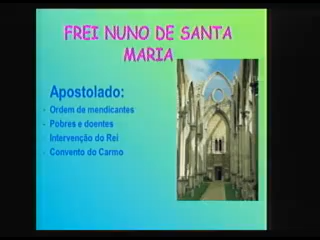 FREI NUNO DE SANTA
MARIA
Apostolado:
- Ordem de mendicantes
- Pobres e doentes
- Intervenção do Rei
- Convento do Carmo